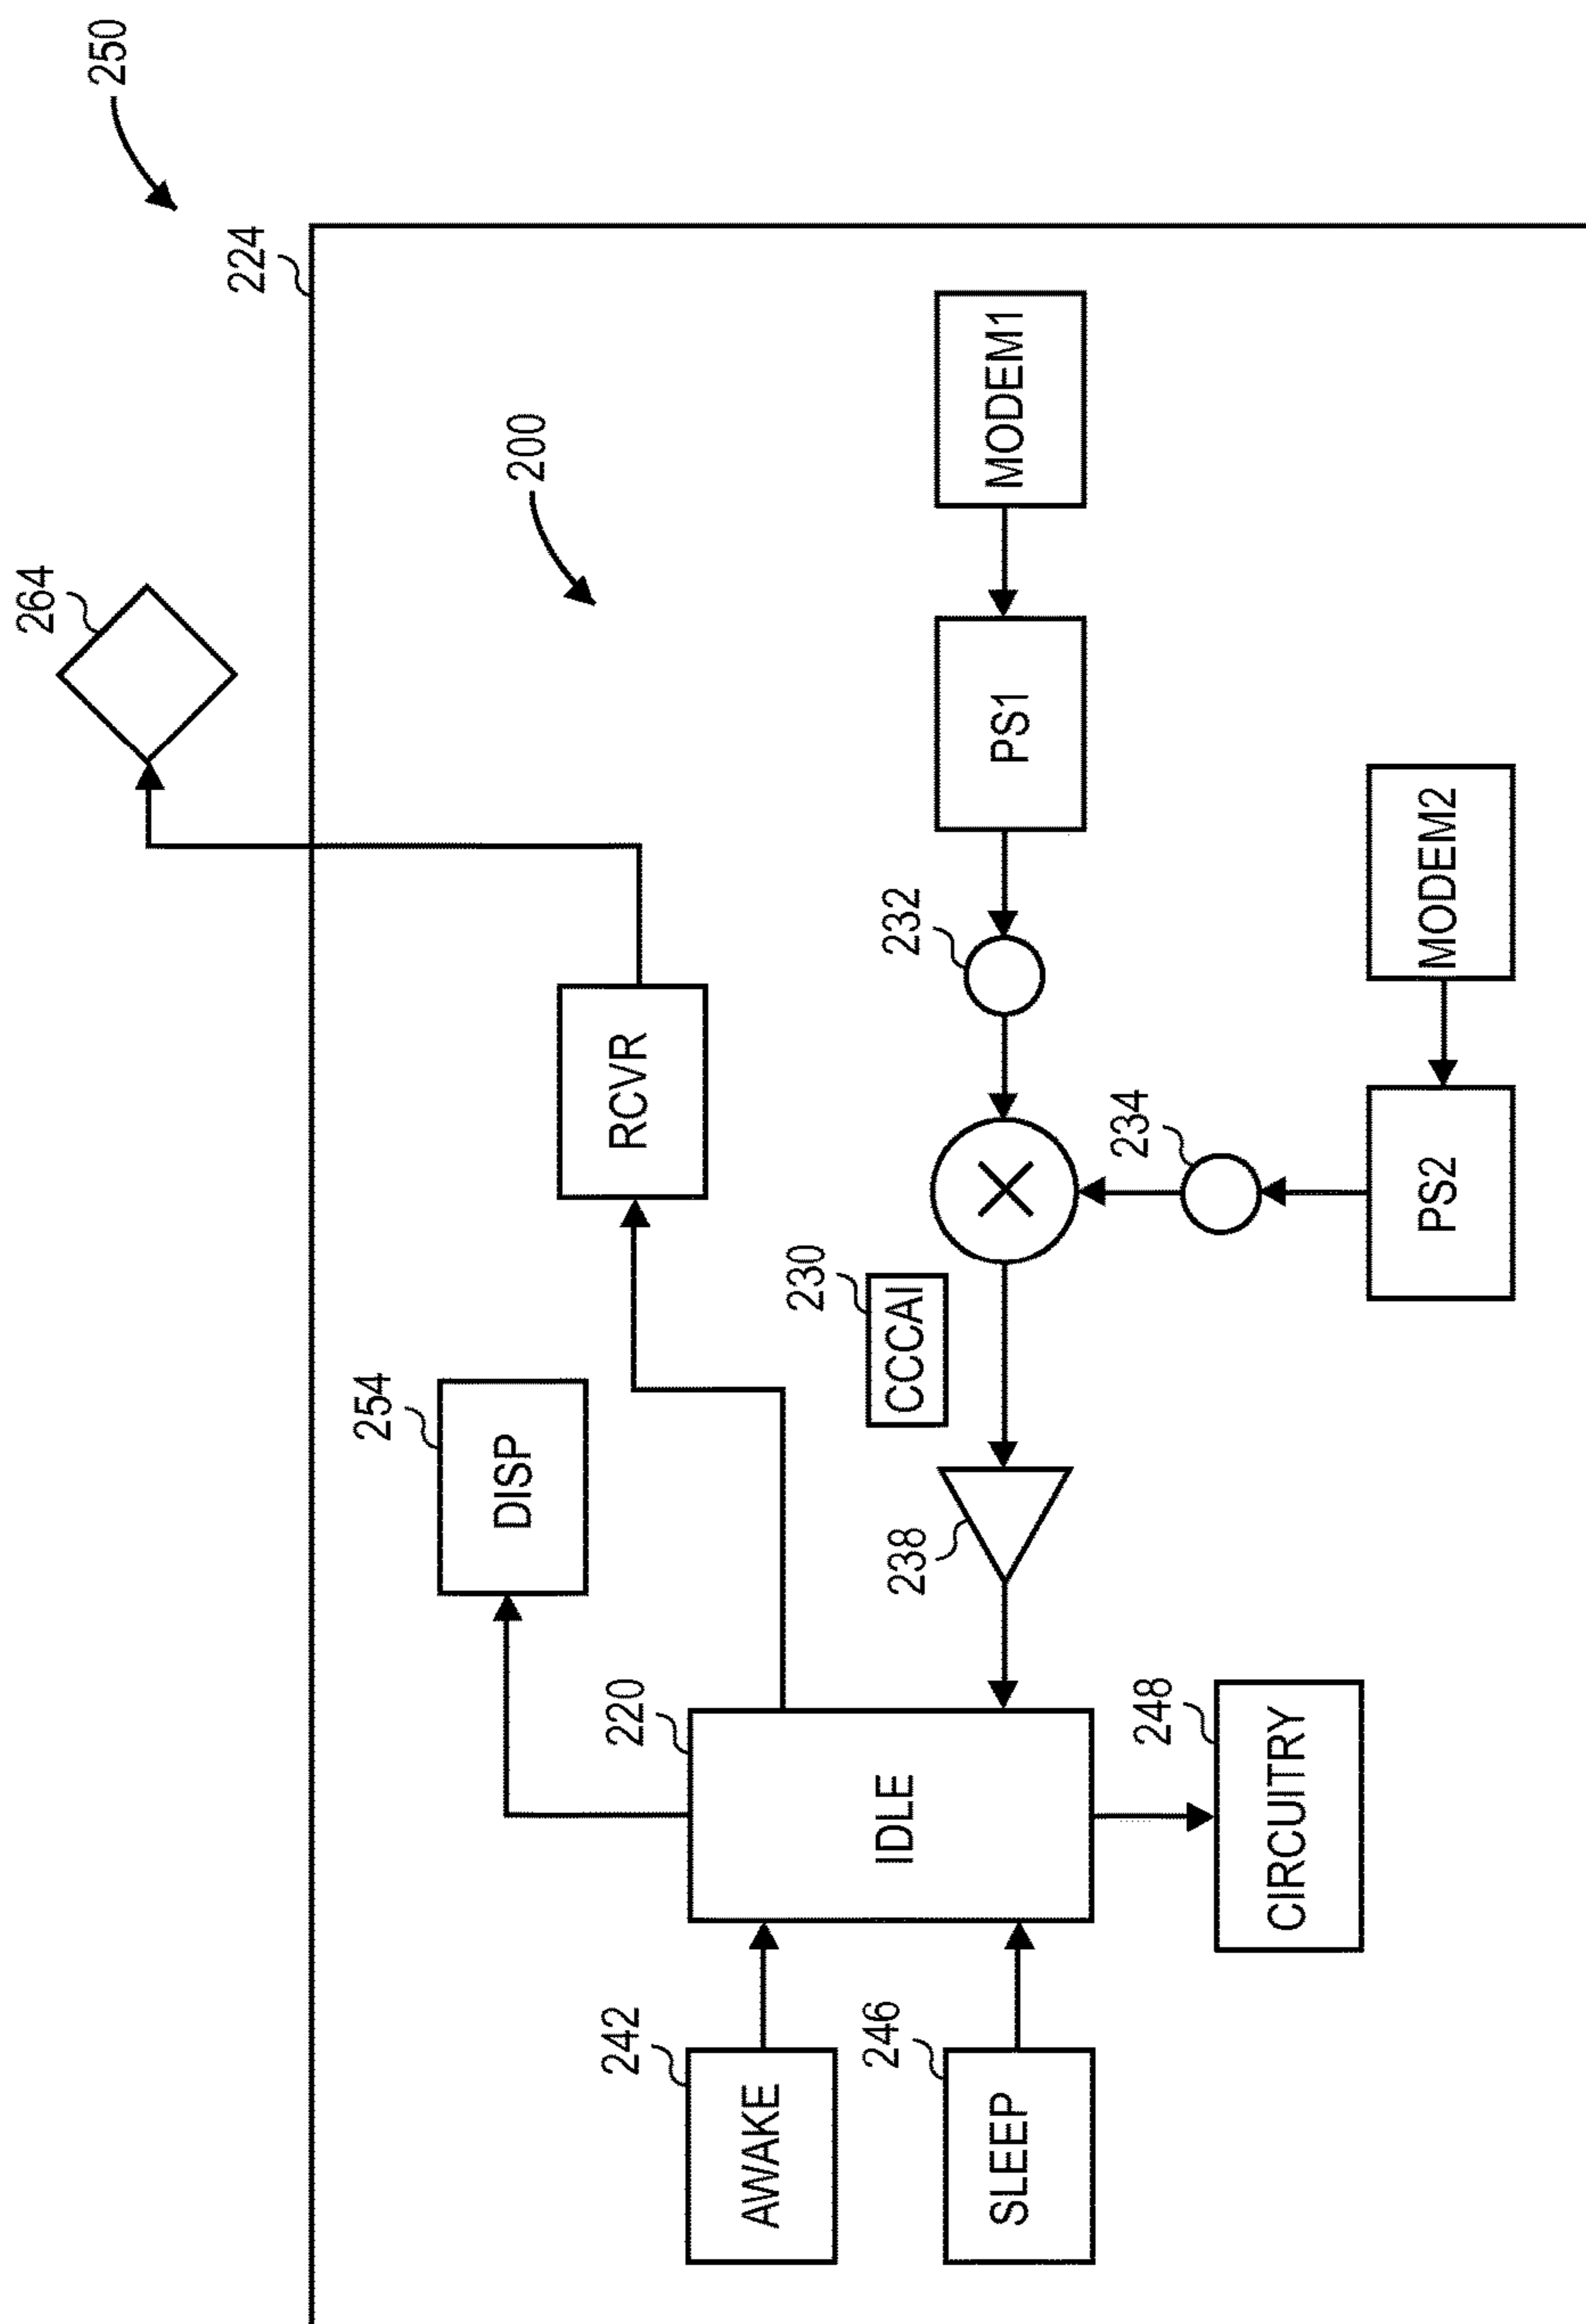 250
224
264
200
MODEM1
PS1
232
MODEM2
RCVR
234
PS2
230
CCCAI
254
DISP
238
220
IDLE
248
CIRCUITRY
242
AWAKE
246
SLEEP